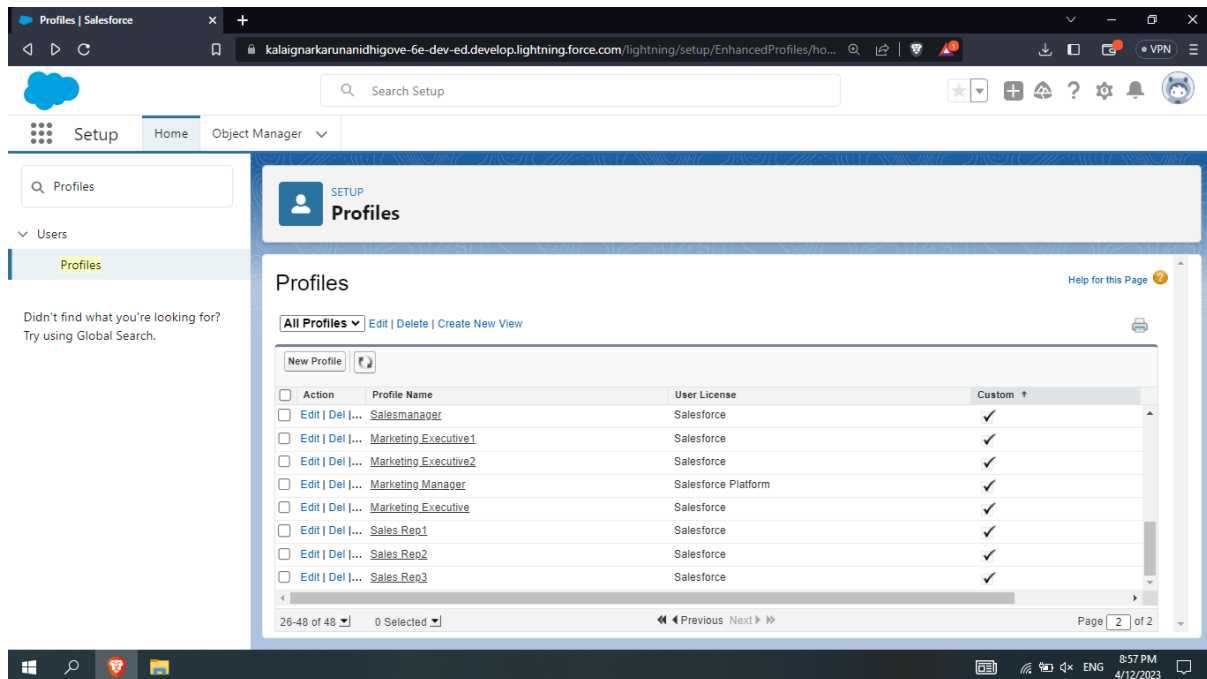 Profiles | Salesforce
kalaignarkarunanidhigove-6e-dev-ed.develop.lightning.force.com/lightning/setup/EnhancedProfiles/ho...
VPN
Search Setup
Setup
Home
Object Manager
Profiles
Users
Profiles
Didn't find what you're looking for?
Try using Global Search.
SETUP
Profiles
Profiles
Help for this Page
All Profiles Edit | Delete | Create New View
New Profile
Action Profile Name User License Custom
Edit | Del |... Salesmanager Salesforce
Edit | Del |... Marketing Executive1 Salesforce
Edit | Del |... Marketing Executive2 Salesforce
Edit | Del |... Marketing Manager Salesforce Platform
Edit | Del |... Marketing Executive Salesforce
Edit | Del |... Sales Rep1 Salesforce
Edit | Del |... Sales Rep2 Salesforce
Edit | Del |... Sales Rep3 Salesforce
26-48 of 48 0 Selected Previous Next Page 2 of 2
ENG 8:57 PM
4/12/2023